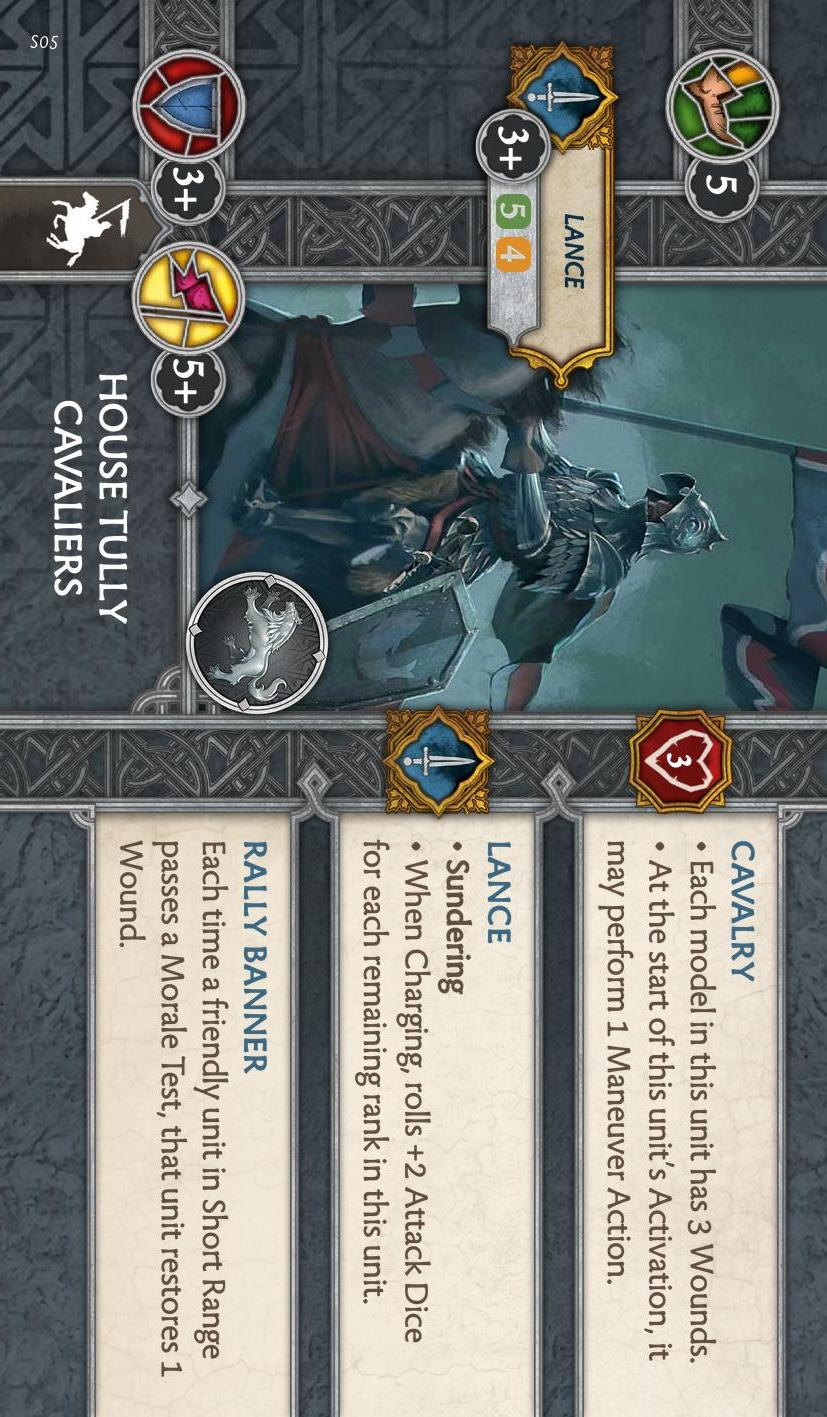 5
LANCE
3+
5 4
3+
5+
HOUSE TULLY
CAVALIERS
S05
3
CAVALRY
• Each model in this unit has 3 Wounds.
• At the start of this unit's Activation, it
may perform 1 Maneuver Action.
LANCE
• Sundering
• When Charging, rolls +2 Attack Dice
for each remaining rank in this unit.
RALLY BANNER
Each time a friendly unit in Short Range
passes a Morale Test, that unit restores 1
Wound.